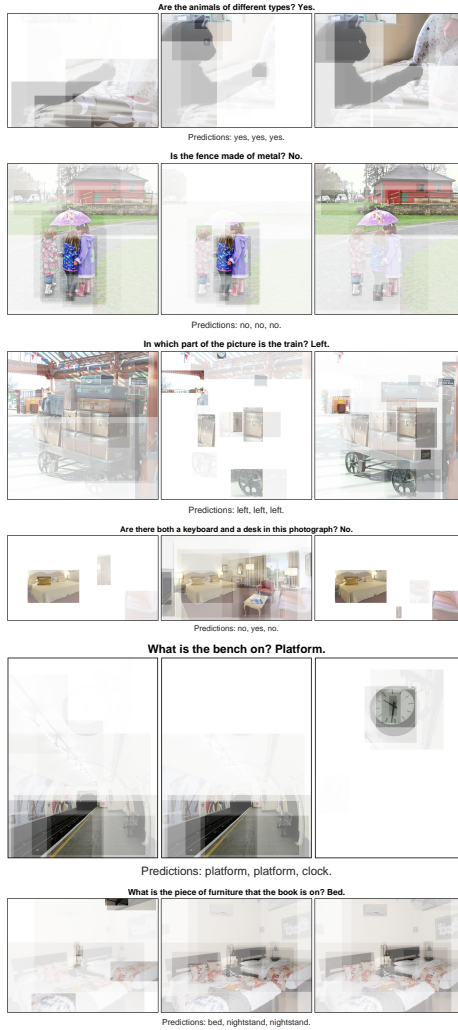 Are the animals of different types? Yes.
Predictions: yes, yes, yes.
Is the fence made of metal? No.
Predictions: no, no, no.
In which part of the picture is the train? Left.
Predictions: left, left, left.
Are there both a keyboard and a desk in this photograph? No.
Predictions: no, yes, no.
What is the bench on? Platform.
Predictions: platform, platform, clock.
What is the piece of furniture that the book is on? Bed.
Predictions: bed, nightstand, nightstand.